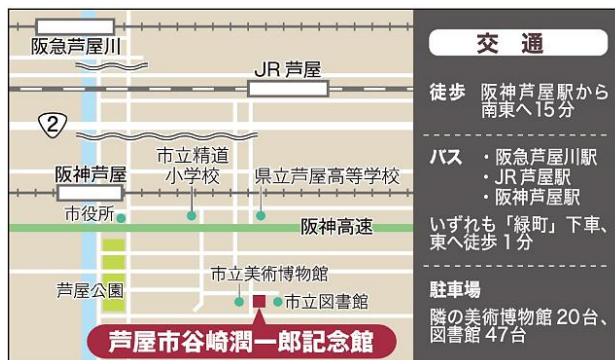 阪急芦屋川
JR芦屋
2
阪神芦屋
市立精道
小学校
県立芦屋高等学校
市役所
阪神高速
芦屋公園
市立美術博物館
市立図書館
芦屋市谷崎潤一郎記念館
交通
徒歩 阪神芦屋駅から
南東へ15分
バス ・阪急芦屋川駅
・JR芦屋駅
・阪神芦屋駅
いずれも「緑町」下車、
東へ徒歩1分
駐車場
隣の美術博物館20台、
図書館47台